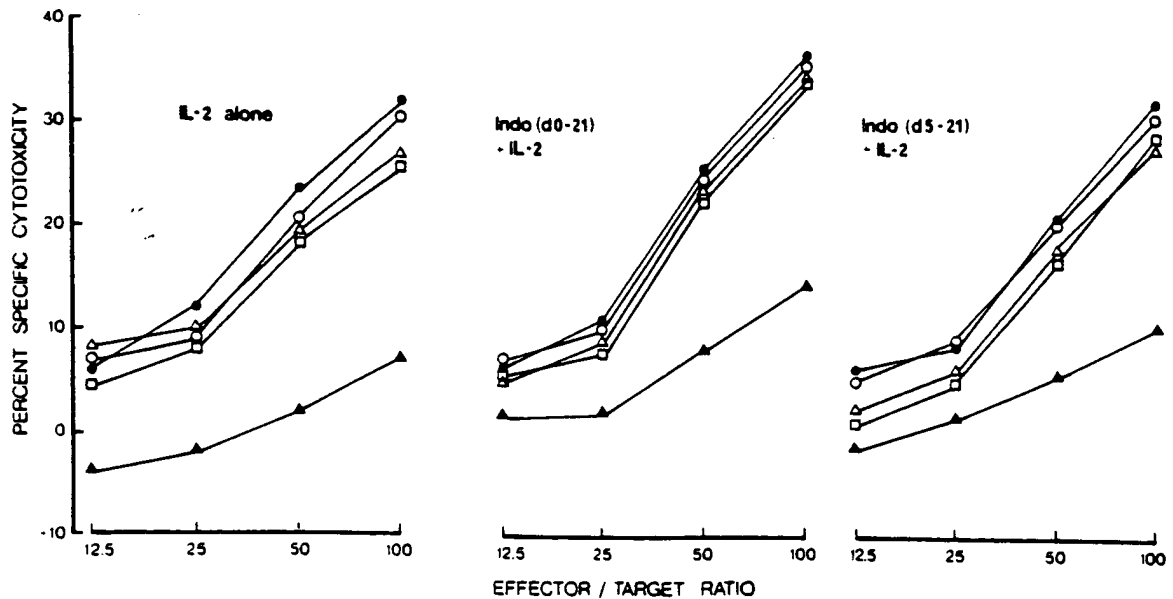 PERCENT SPECIFIC CYTOTOXICITY
40
30
20
10
0
-10
IL-2 alone
12.5 25 50 100
Indo (d0-21)
+ IL-2
12.5 25 50 100
Indo (d5-21)
+ IL-2
12.5 25 50 100
EFFECTOR / TARGET RATIO